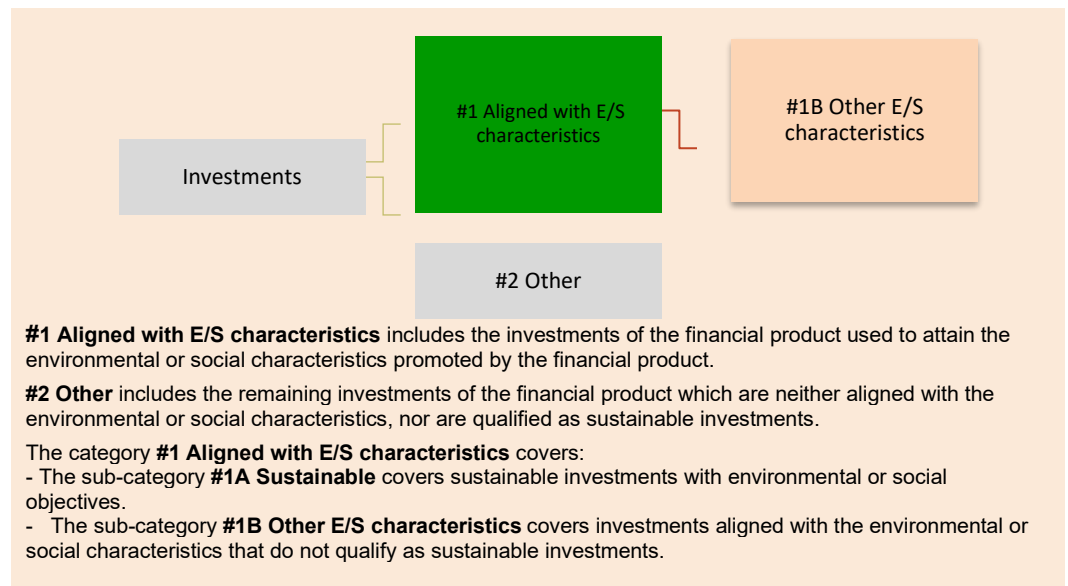 #1 Aligned with E/S
characteristics
#1B Other E/S
characteristics
Investments
#2 Other
#1 Aligned with E/S characteristics includes the investments of the financial product used to attain the
environmental or social characteristics promoted by the financial product.
#2 Other includes the remaining investments of the financial product which are neither aligned with the
environmental or social characteristics, nor are qualified as sustainable investments.
The category #1 Aligned with E/S characteristics covers:
- The sub-category #1A Sustainable covers sustainable investments with environmental or social
objectives.
- The sub-category #1B Other E/S characteristics covers investments aligned with the environmental or
social characteristics that do not qualify as sustainable investments.